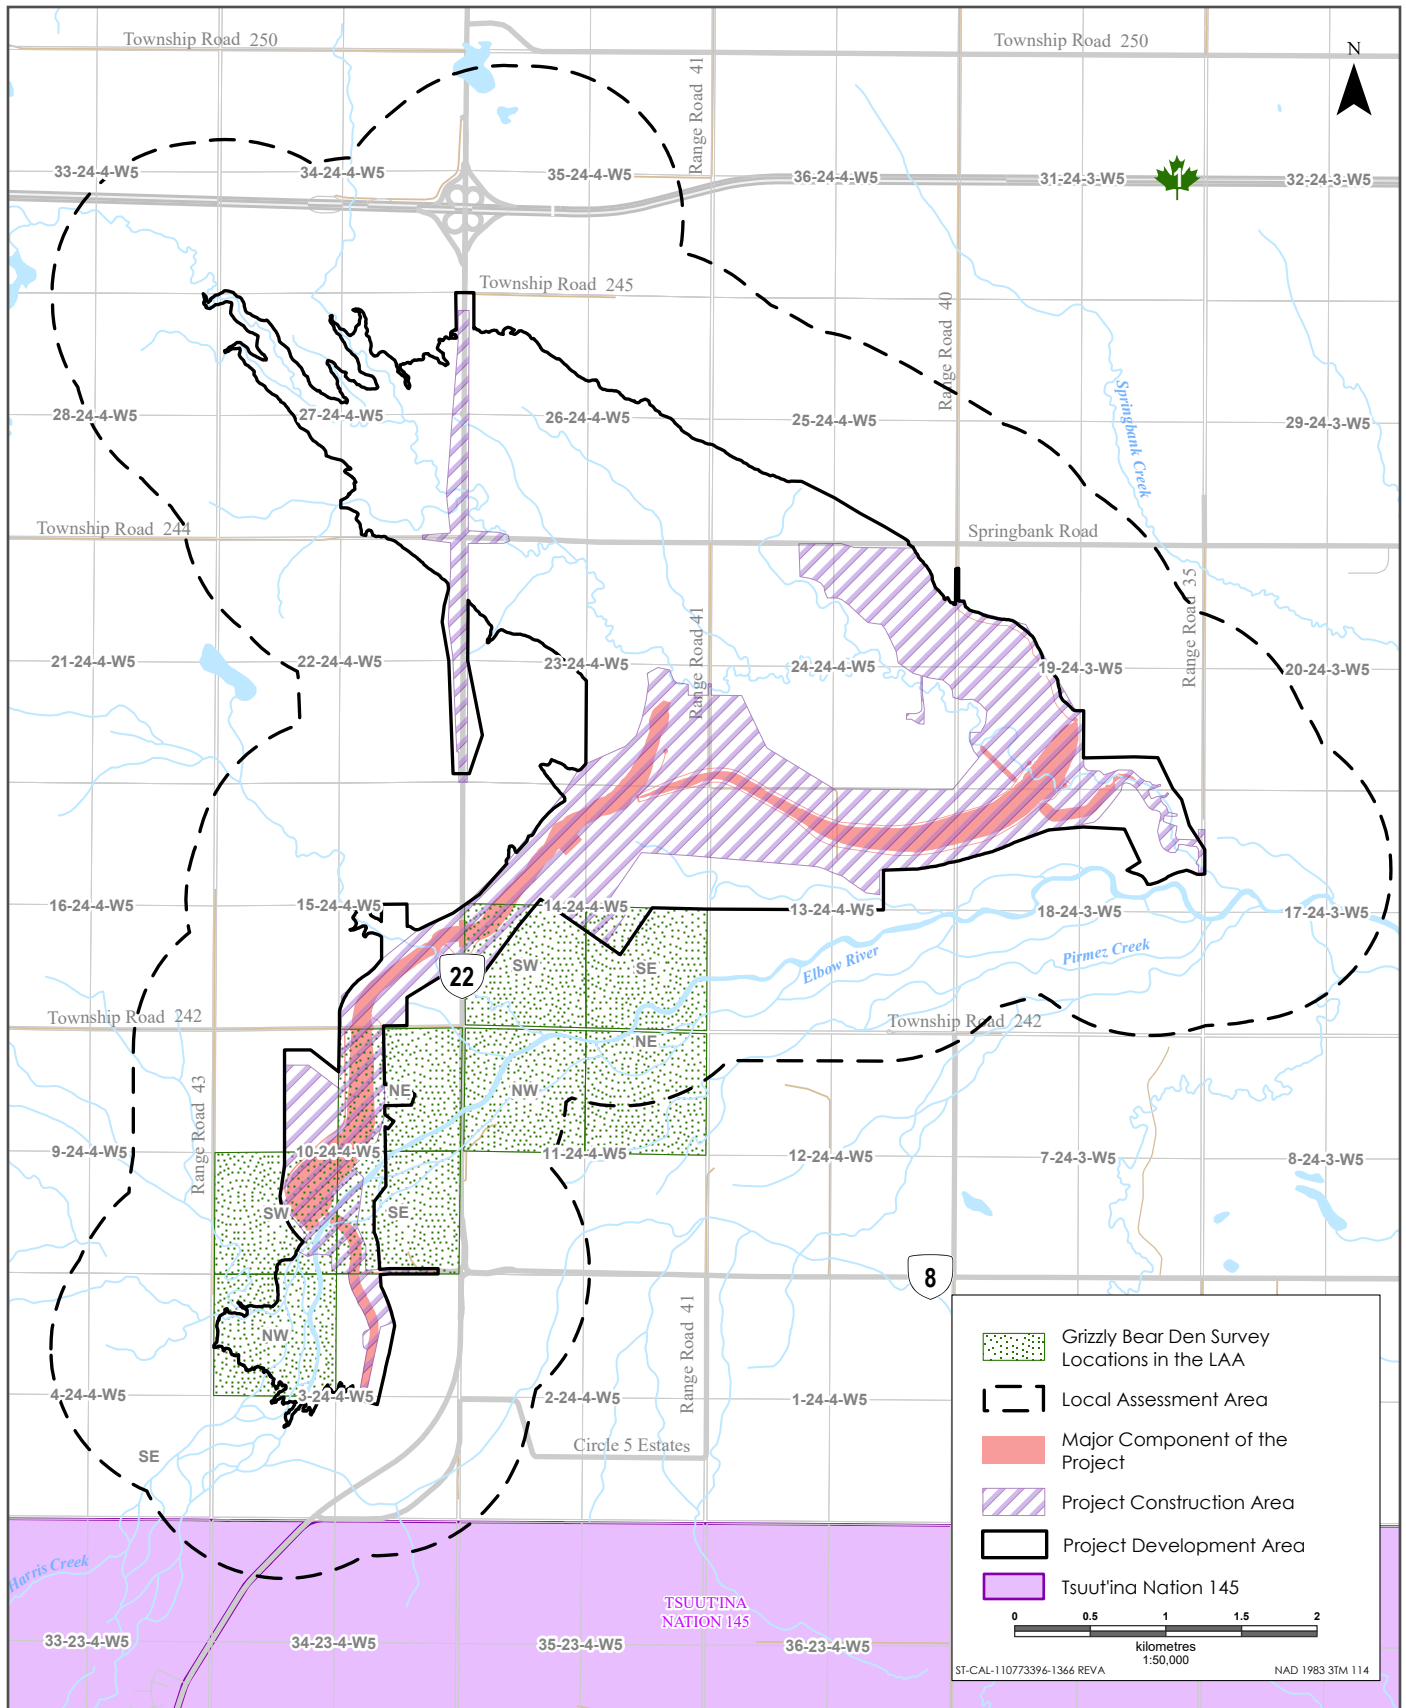 Township Road 250
Township Road 250
N
Range Road 41
33-24-4-W5
34-24-4-W5
35-24-4-W5
36-24-4-W5
31-24-3-W5
1
32-24-3-W5
1
Township Road 245
Range Road 40
Springbank Creek
28-24-4-W5
27-24-4-W5
26-24-4-W5
25-24-4-W5
29-24-3-W5
Township Road 244
Springbank Road
Range Road 35
Range Road 41
21-24-4-W5
22-24-4-W5
23-24-4-W5
24-24-4-W5
19-24-3-W5
20-24-3-W5
16-24-4-W5
15-24-4-W5
14-24-4-W5
13-24-4-W5
18-24-3-W5
17-24-3-W5
22
SW
SE
Elbow River
Pirmez Creek
Township Road 242
Township Road 242
NE
Range Road 43
NE
NW
9-24-4-W5
10-24-4-W5
11-24-4-W5
12-24-4-W5
7-24-3-W5
8-24-3-W5
SW
SE
8
NW
Range Road 41
4-24-4-W5
3-24-4-W5
2-24-4-W5
1-24-4-W5
Circle 5 Estates
SE
Harris Creek
TSUUT'INA
NATION 145
33-23-4-W5
34-23-4-W5
35-23-4-W5
36-23-4-W5
Grizzly Bear Den Survey
Locations in the LAA
Local Assessment Area
Major Component of the
Project
Project Construction Area
Project Development Area
Tsuut'ina Nation 145
0 0.5 1 1.5 2
kilometres
1:50,000
ST-CAL-110773396-1366 REVA
NAD 1983 3TM 114